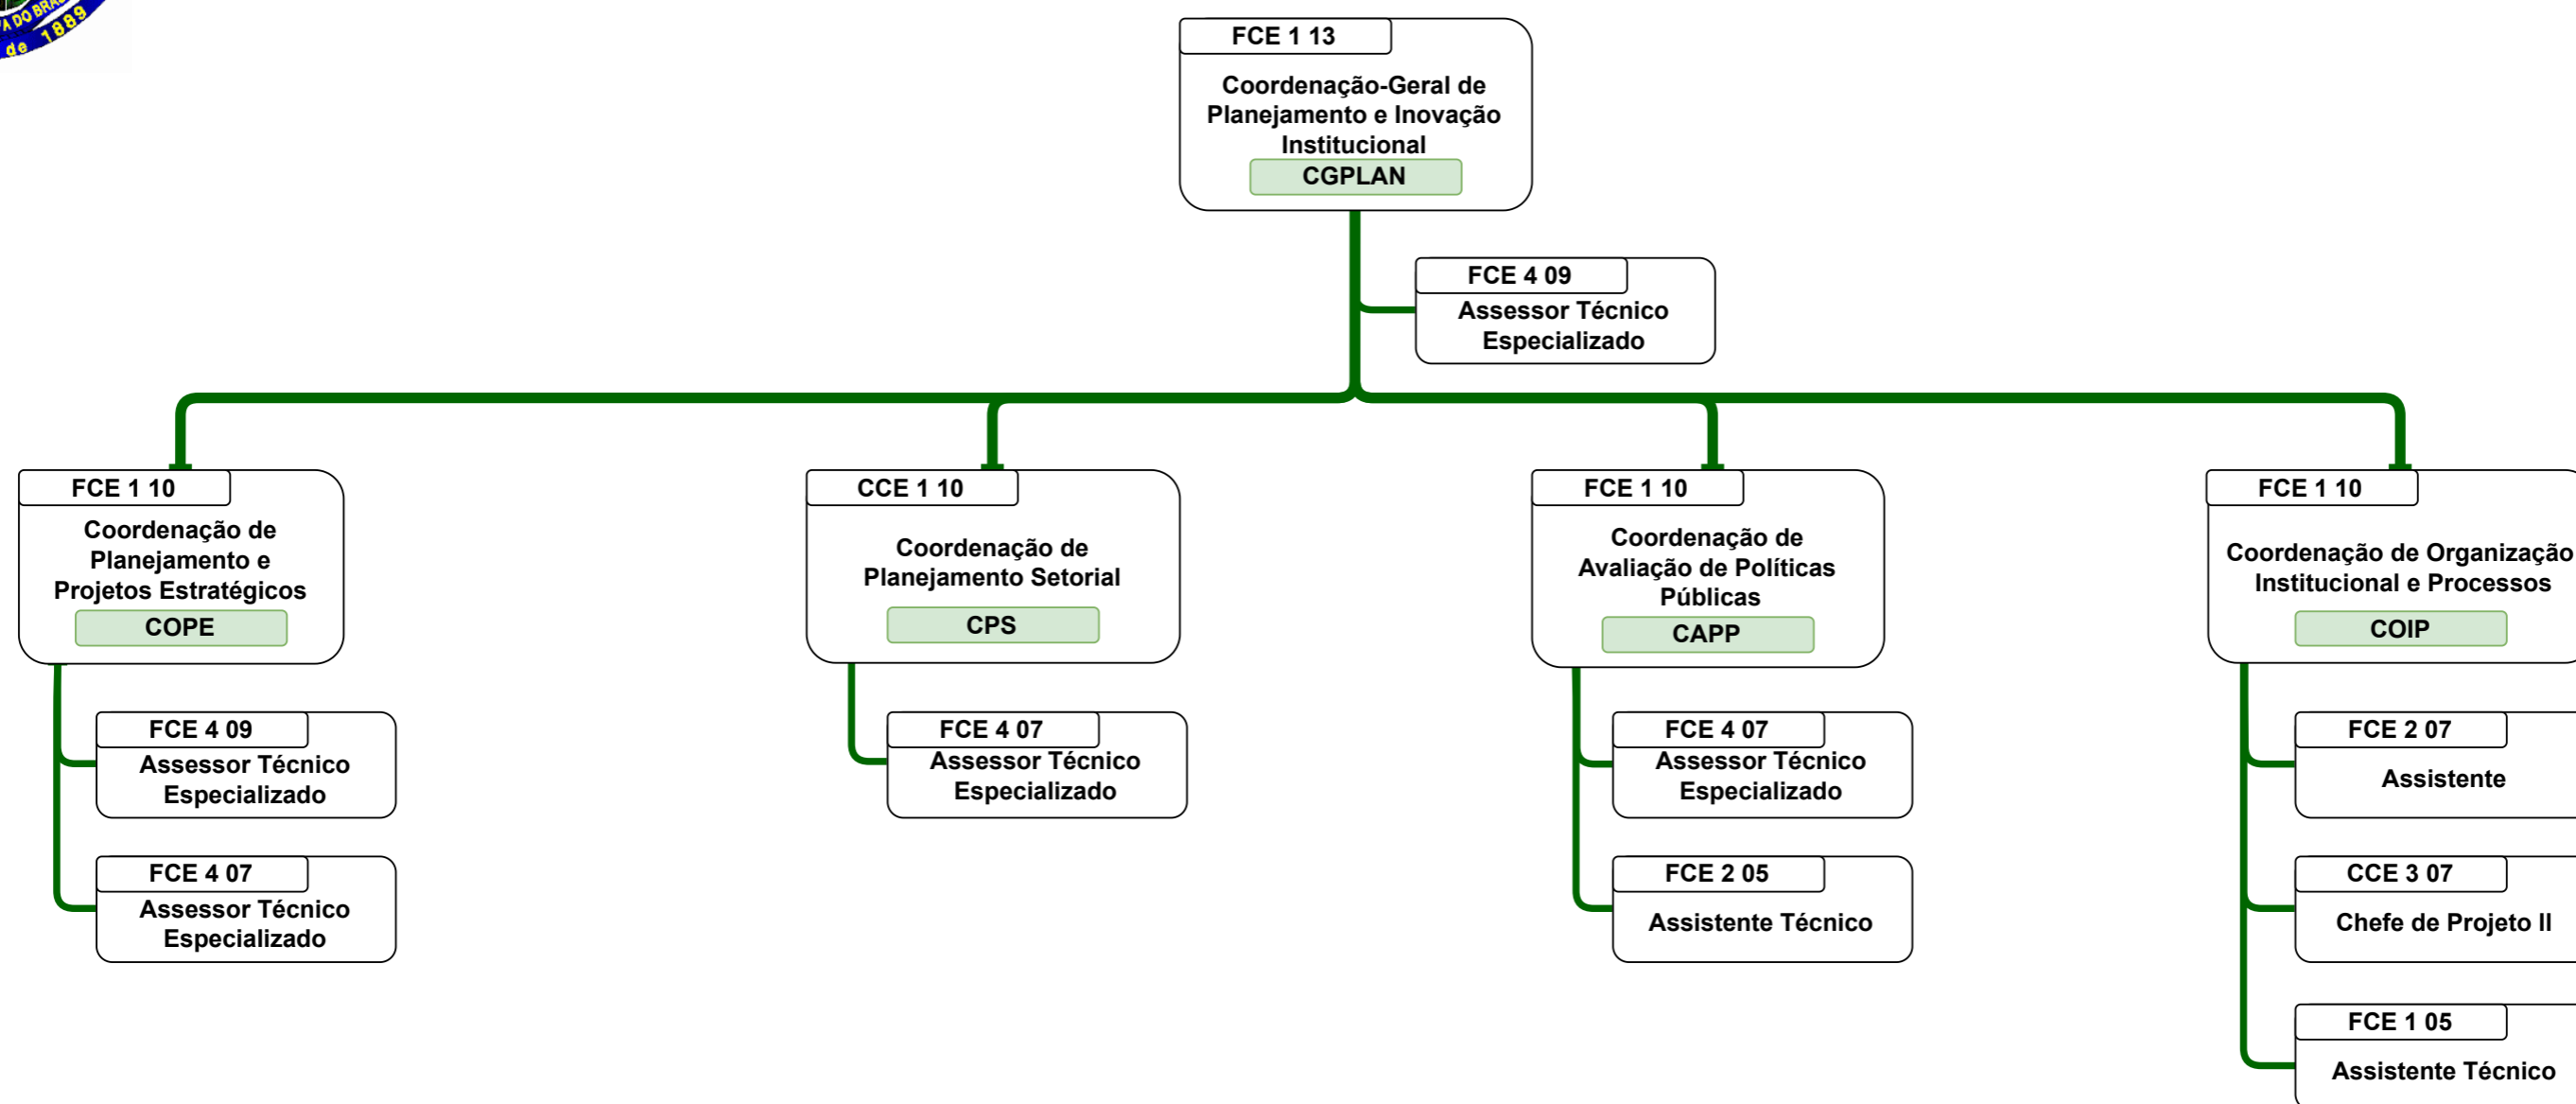 de 1889
FCE 1 13
Coordenação-Geral de
Planejamento e Inovação
Institucional
CGPLAN
FCE 4 09
Assessor Técnico
Especializado
FCE 1 10
Coordenação de
Planejamento e
Projetos Estratégicos
COPE
FCE 4 09
Assessor Técnico
Especializado
FCE 4 07
Assessor Técnico
Especializado
CCE 1 10
Coordenação de
Planejamento Setorial
CPS
FCE 4 07
Assessor Técnico
Especializado
FCE 1 10
Coordenação de
Avaliação de Políticas
Públicas
CAPP
FCE 4 07
Assessor Técnico
Especializado
FCE 2 05
Assistente Técnico
FCE 1 10
Coordenação de Organização
Institucional e Processos
COIP
FCE 2 07
Assistente
CCE 3 07
Chefe de Projeto II
FCE 1 05
Assistente Técnico